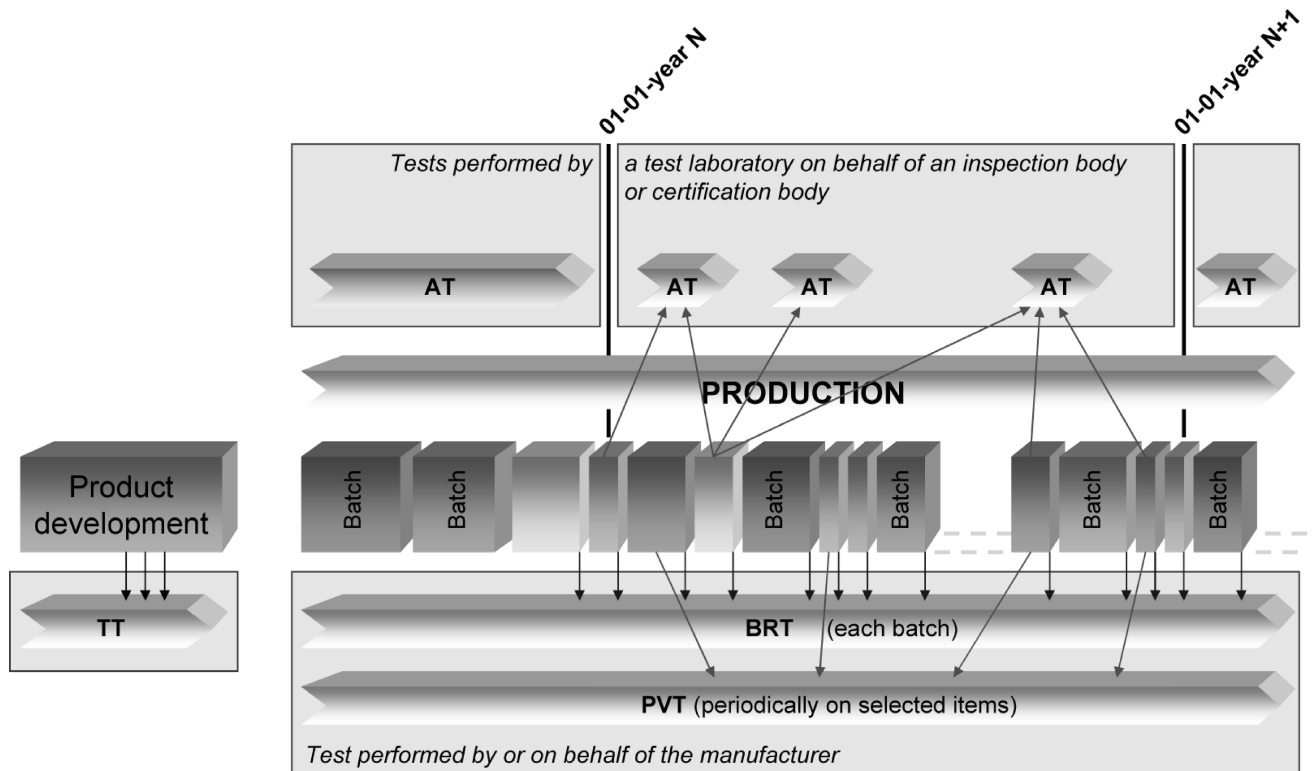 01-01-year N
01-01-year N+1
Tests performed by
a test laboratory on behalf of an inspection body
or certification body
AT
AT
AT
AT
AT
PRODUCTION
Product
development
Batch
Batch
Batch
Batch
Batch
Batch
TT
BRT (each batch)
PVT (periodically on selected items)
Test performed by or on behalf of the manufacturer